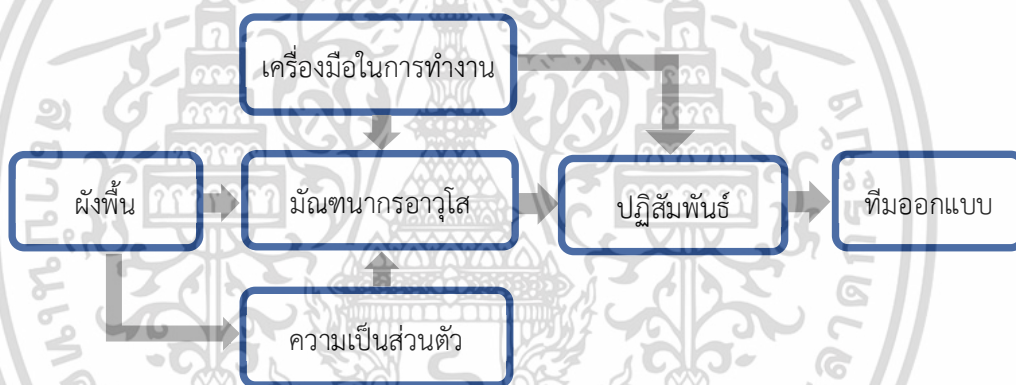 เครื่องมือในการทำงาน
ผังพื้น
มัณฑนากรอาวุโส
ปฏิสัมพันธ์
ทีมออกแบบ
ความเป็นส่วนตัว